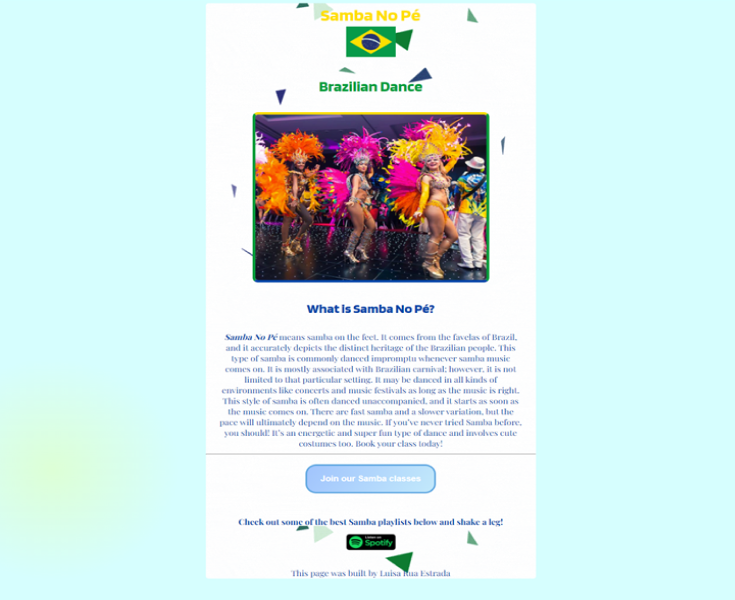 Samba No Pé
Brazilian Dance
What is Samba No Pé?
Samba No Pé means samba on the feet. It comes from the favelas of Brazil,
and it accurately depicts the distinct heritage of the Brazilian people. This
type of samba is commonly danced impromptu whenever samba music
comes on. It is mostly associated with Brazilian carnival; however, it is not
limited to that particular setting. It may be danced in all kinds of
environments like concerts and music festivals as long as the music is right.
This style of samba is often danced unaccompanied, and it starts as soon as
the music comes on. There are fast samba and a slower variation, but the
pace will ultimately depend on the music. If you've never tried Samba before,
you should! It's an energetic and super fun type of dance and involves cute
costumes too. Book your class today!
Join our Samba classes
Check out some of the best Samba playlists below and shake a leg!
Spotify
This page was built by Luisa Rua Estrada